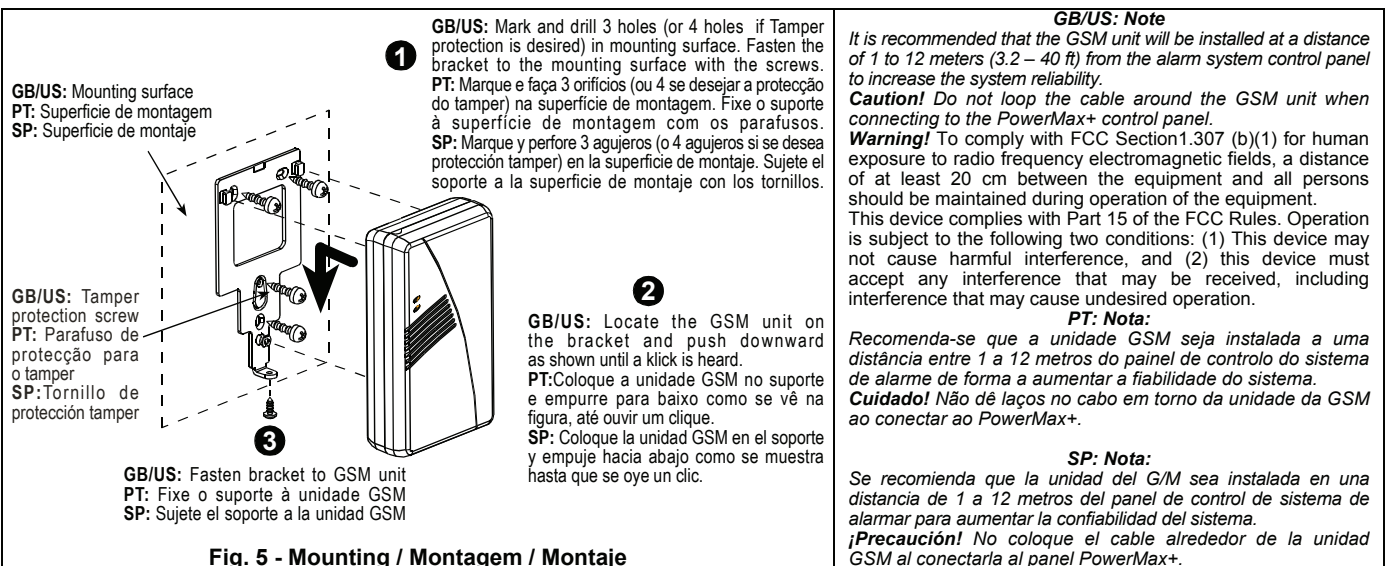 GB/US: Mark and drill 3 holes (or 4 holes if Tamper
protection is desired) in mounting surface. Fasten the
bracket to the mounting surface with the screws.
PT: Marque e faça 3 orifícios (ou 4 se desejar a protecção
do tamper) na superfície de montagem. Fixe o suporte
à superfície de montagem com os parafusos.
SP: Marque y perfore 3 agujeros (o 4 agujeros si se desea
protección tamper) en la superficie de montaje. Sujete el
soporte a la superficie de montaje con los tornillos.
1
GB/US: Mounting surface
PT: Superficie de montagem
SP: Superficie de montaje
GB/US: Tamper
protection screw
PT: Parafuso de
protecção para
o tamper
SP:Tornillo de
protección tamper
2
GB/US: Locate the GSM unit on
the bracket and push downward
as shown until a klick is heard.
PT:Coloque a unidade GSM no suporte
e empurre para baixo como se vê na
figura, até ouvir um clique.
SP: Coloque la unidad GSM en el soporte
y empuje hacia abajo como se muestra
hasta que se oye un clic.
3
GB/US: Fasten bracket to GSM unit
PT: Fixe o suporte à unidade GSM
SP: Sujete el soporte a la unidad GSM
Fig. 5 - Mounting / Montagem / Montaje
GB/US: Note
It is recommended that the GSM unit will be installed at a distance
of 1 to 12 meters (3.2 – 40 ft) from the alarm system control panel
to increase the system reliability.
Caution! Do not loop the cable around the GSM unit when
connecting to the PowerMax+ control panel.
Warning! To comply with FCC Section1.307 (b)(1) for human
exposure to radio frequency electromagnetic fields, a distance
of at least 20 cm between the equipment and all persons
should be maintained during operation of the equipment.
This device complies with Part 15 of the FCC Rules. Operation
is subject to the following two conditions: (1) This device may
not cause harmful interference, and (2) this device must
accept any interference that may be received, including
interference that may cause undesired operation.
PT: Nota:
Recomenda-se que a unidade GSM seja instalada a uma
distância entre 1 a 12 metros do painel de controlo do sistema
de alarme de forma a aumentar a fiabilidade do sistema.
Cuidado! Não dê laços no cabo em torno da unidade da GSM
ao conectar ao PowerMax+.
SP: Nota:
Se recomienda que la unidad del G/M sea instalada en una
distancia de 1 a 12 metros del panel de control de sistema de
alarmar para aumentar la confiabilidad del sistema.
¡Precaución! No coloque el cable alrededor de la unidad
GSM al conectarla al panel PowerMax+.